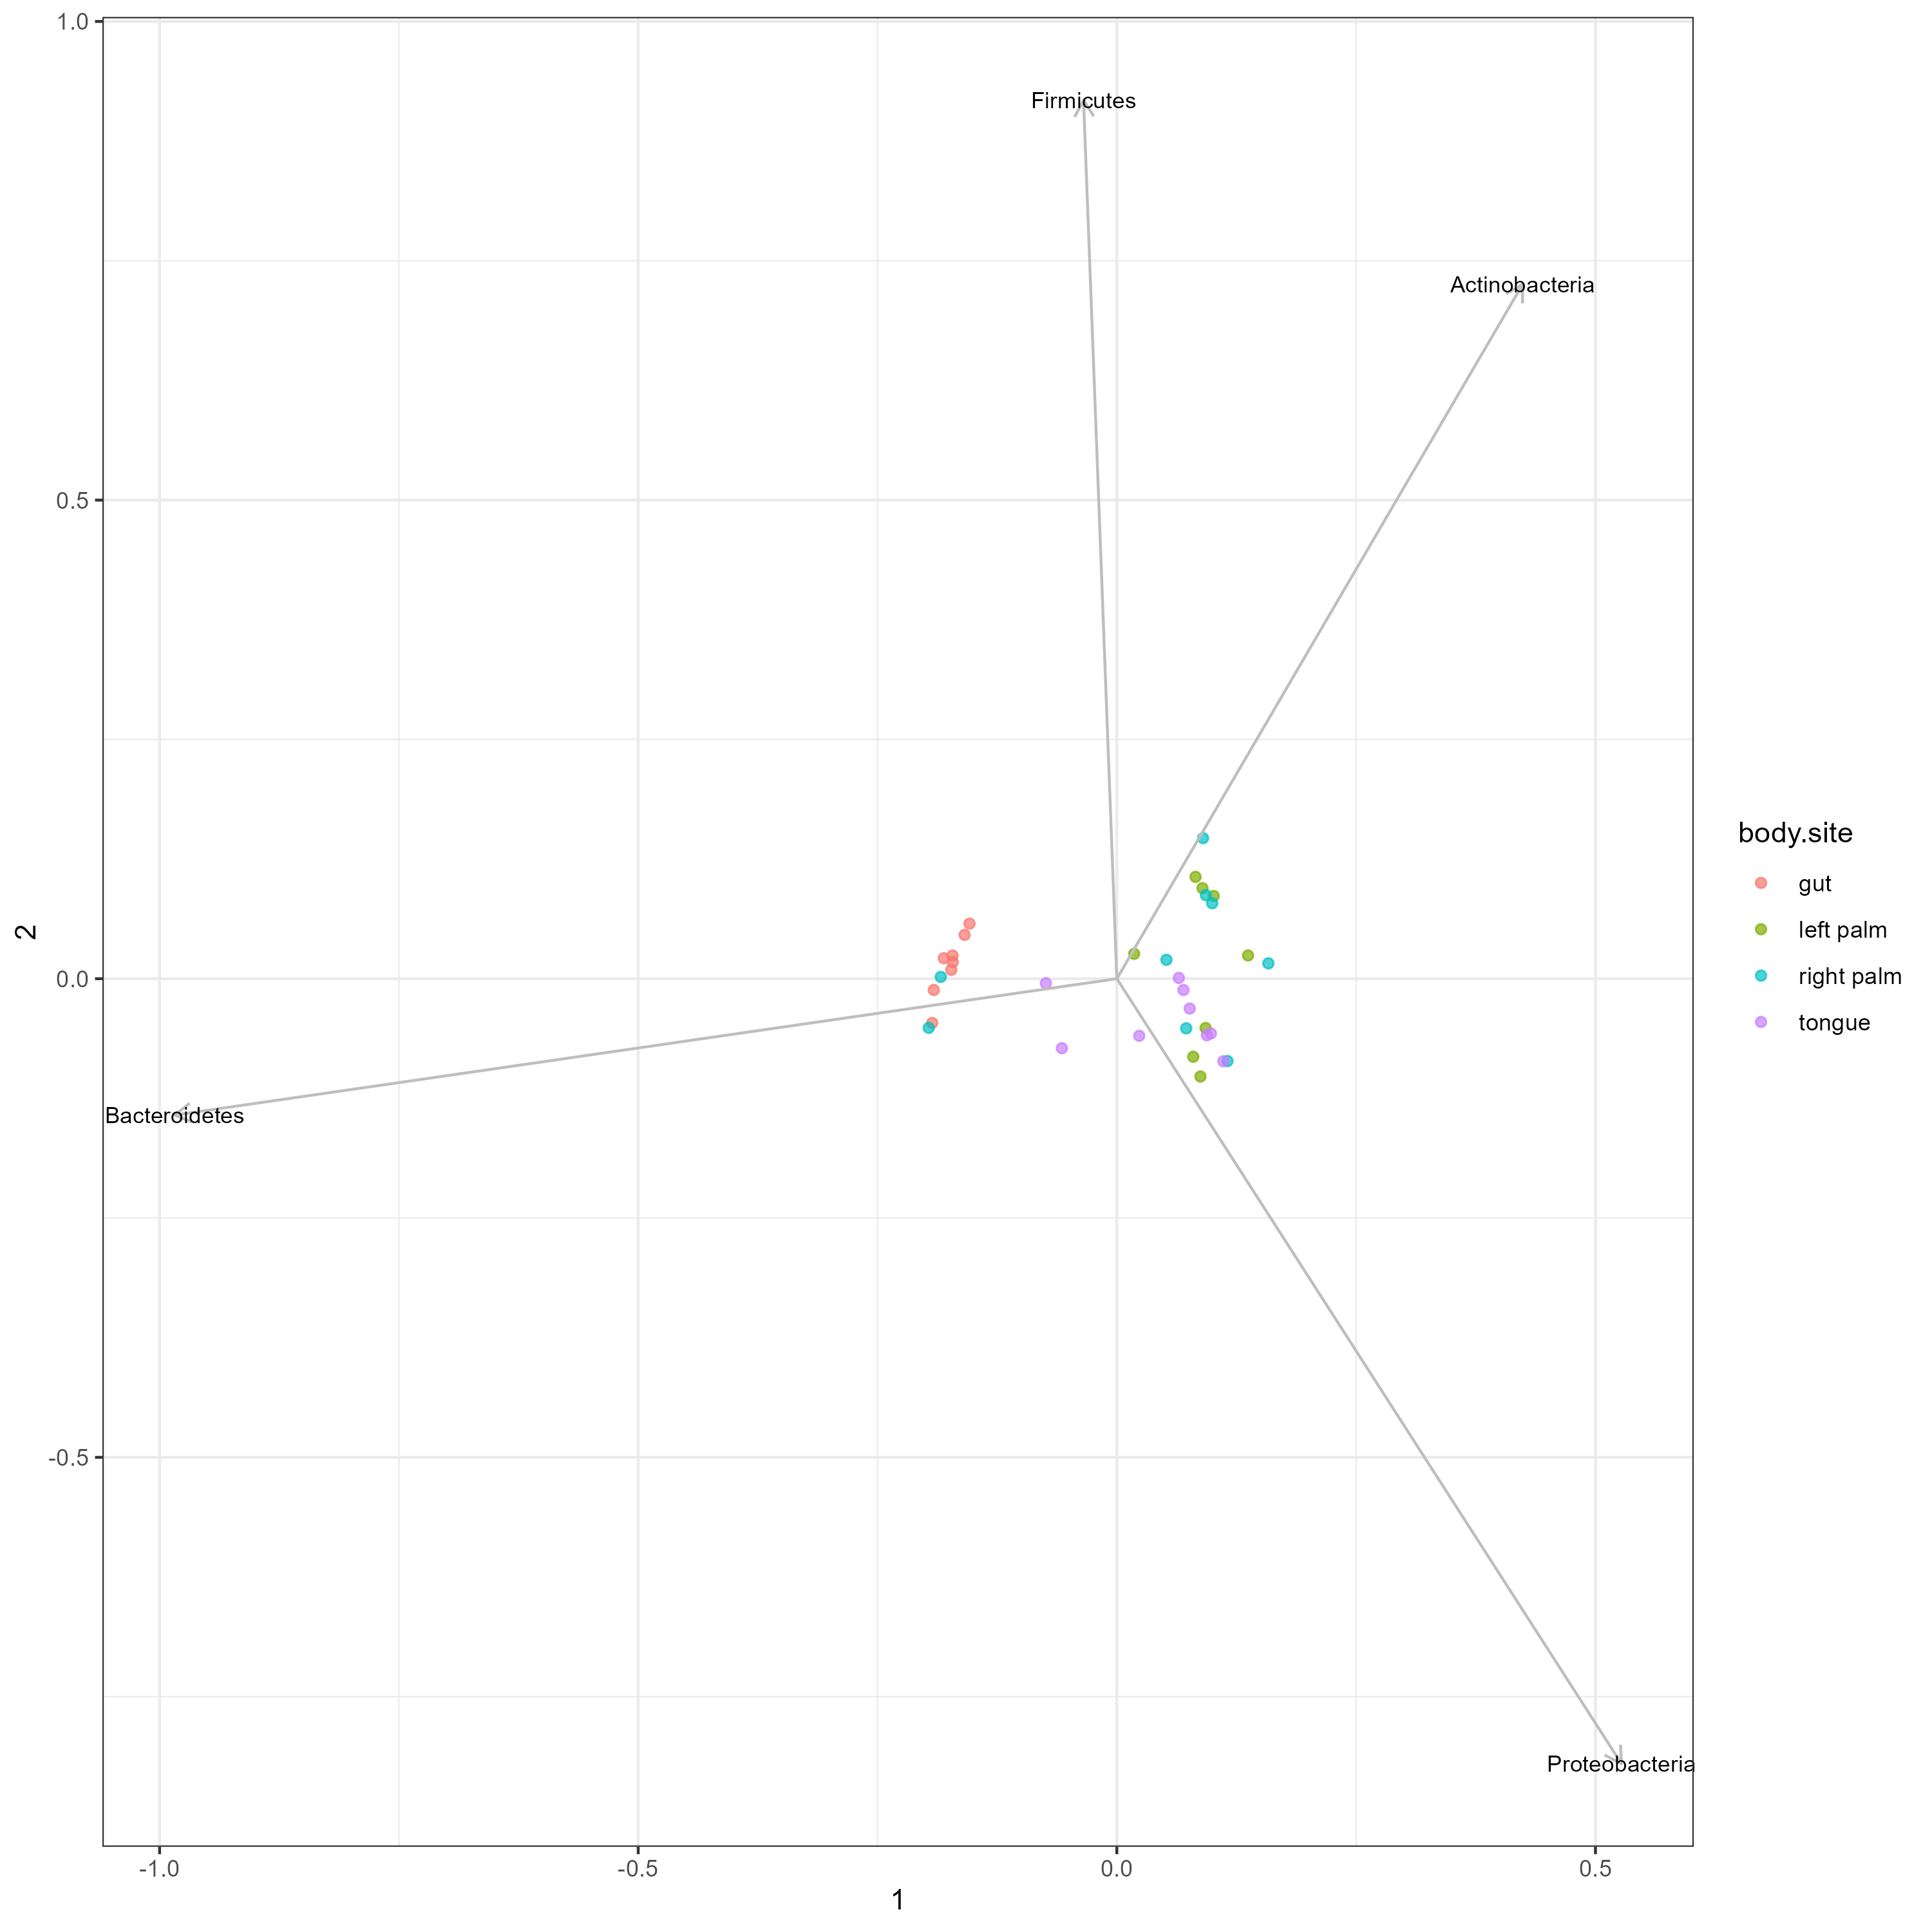 1.0
0.5
0.0
-0.5
2
Firmicutes
Actinobacteria
Bacteroidetes
Proteobacteria
-1.0 -0.5 0.0 0.5
1
body.site
gut
left palm
right palm
tongue